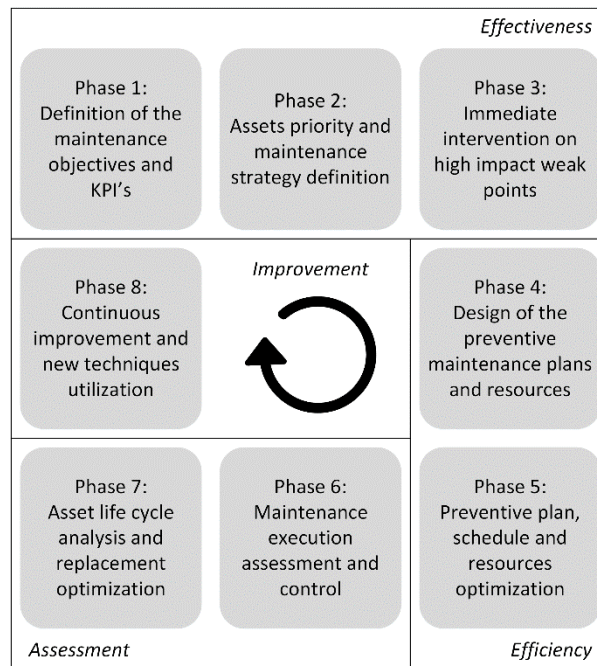 Effectiveness
Phase 1:
Definition of the
maintenance
objectives and
KPI's
Phase 2:
Assets priority and
maintenance
strategy definition
Phase 3:
Immediate
intervention on
high impact weak
points
Phase 8:
Continuous
improvement and
new techniques
utilization
Improvement
Phase 4:
Design of the
preventive
maintenance plans
and resources
Phase 7:
Asset life cycle
analysis and
replacement
optimization
Phase 6:
Maintenance
execution
assessment and
control
Phase 5:
Preventive plan,
schedule and
resources
optimization
Assessment
Efficiency